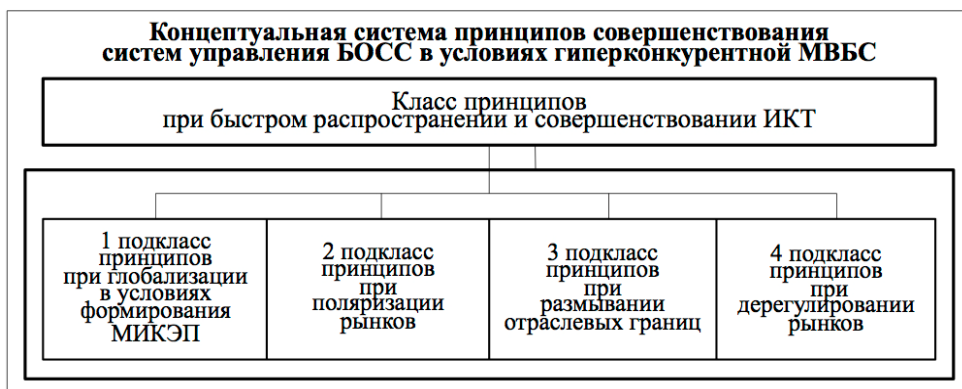 Концептуальная система принципов совершенствования
систем управления БОСС в условиях гиперконкурентной МВБС
Класс принципов
при быстром распространении и совершенствовании ИКТ
1 подкласс
принципов
при глобализации
в условиях
формирования
МИКЭП
2 подкласс
принципов
при
поляризации
рынков
3 подкласс
принципов
при
размывании
отраслевых границ
4 подкласс
принципов
при
дерегулировании
рынков